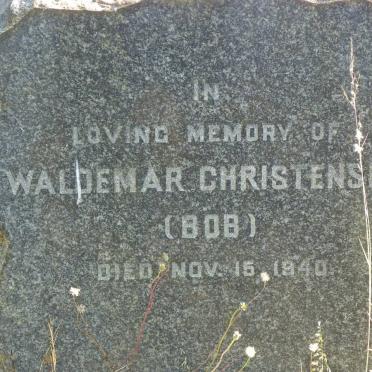 IN
LOVING MEMORY OF
WALDEMAR CHRISTENS
(BOB)
DIED NOV. 15, 1940.